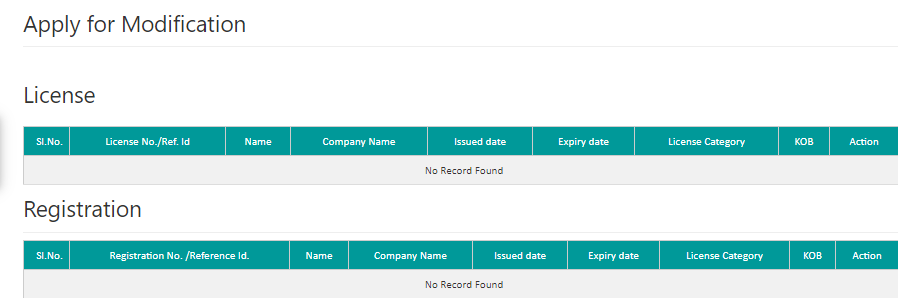 Apply for Modification
License
Sl.No. License No./Ref. Id Name Company Name Issued date Expiry date License Category KOB Action
No Record Found
Registration
Sl.No. Registration No. /Reference Id. Name Company Name Issued date Expiry date License Category KOB Action
No Record Found